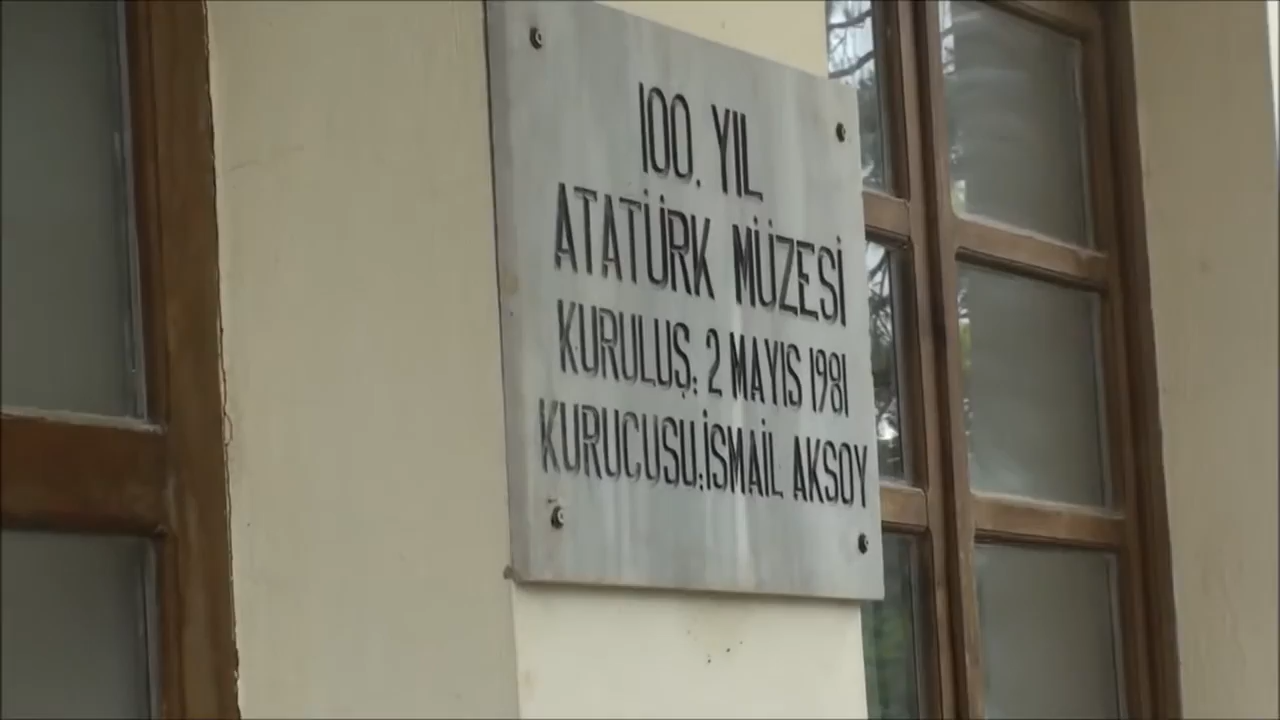 100. YIL
ATATÜRK MÜZESİ
KURULUŞ: 2 MAYIS 1981
KURUCUSU:İSMAİL AKSOY